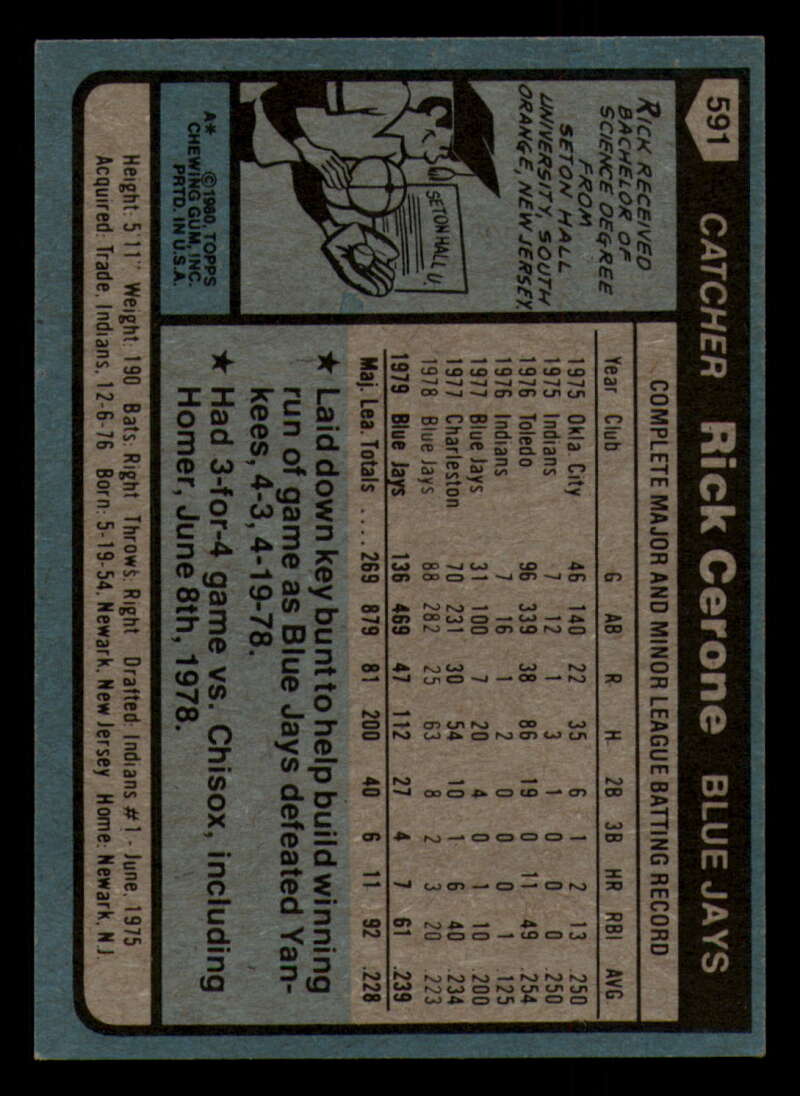 591 CATCHER Rick Cerone BLUE JAYS
RICK RECEIVED
BACHELOR OF
SCIENCE DEGREE
FROM
SETON HALL
UNIVERSITY, SOUTH
ORANGE, NEW JERSEY.
SETON HALL U.
A* ©1980, TOPPS
CHEWING GUM, INC.
PRTD. IN U.S.A.
COMPLETE MAJOR AND MINOR LEAGUE BATTING RECORD
Year Club G AB R H 2B 3B HR RBI AVG.
1975 Okla City 46 140 22 35 6 1 2 13 .250
1975 Indians 7 12 1 3 1 0 0 0 .250
1976 Toledo 96 339 38 86 19 0 11 49 .254
1976 Indians 7 16 1 2 0 0 0 1 .125
1977 Blue Jays 31 100 7 20 4 0 1 10 .200
1977 Charleston 70 231 30 54 10 1 6 40 .234
1978 Blue Jays 88 282 25 63 8 2 3 20 .223
1979 Blue Jays 136 469 47 112 27 4 7 61 .239
Maj. Lea. Totals .... 269 879 81 200 40 6 11 92 .228
★ Laid down key bunt to help build winning
run of game as Blue Jays defeated Yan-
kees, 4-3, 4-19-78.
★ Had 3-for-4 game vs. Chisox, including
Homer, June 8th, 1978.
Height: 5'11" Weight: 190 Bats: Right Throws: Right Drafted: Indians #1 - June, 1975
Acquired: Trade, Indians, 12-6-76 Born: 5-19-54, Newark, New Jersey Home: Newark, N.J.